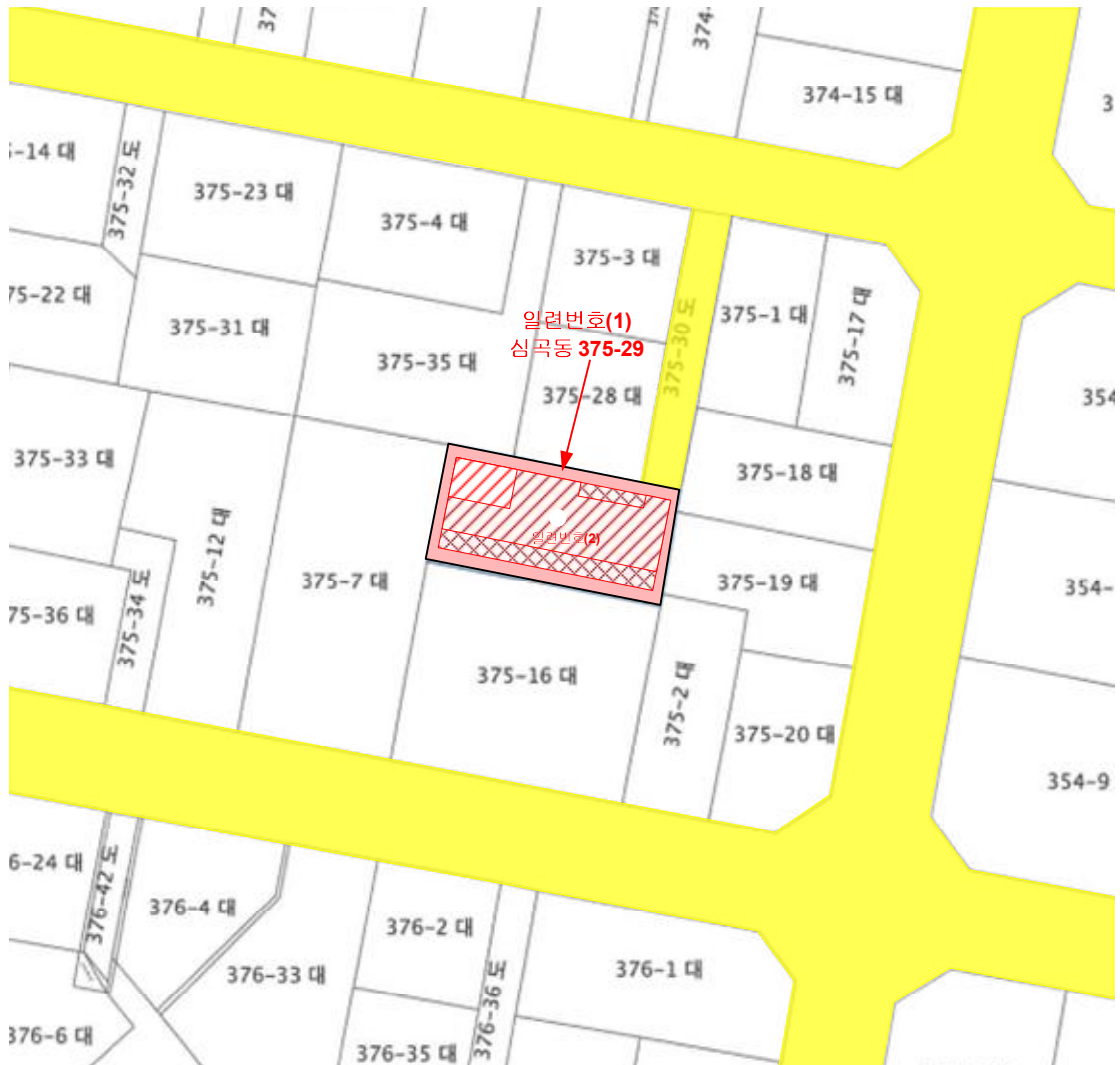 374-
374-15 대
375-32 도
375-23 대
375-4 대
375-3 대
375-30 도
375-1 대
375-17 대
75-22 대
375-31 대
375-35 대
일련번호(1)
심곡동 375-29
375-28 대
354
375-33 대
375-12 대
375-18 대
일련번호(2)
375-34 도
375-7 대
375-19 대
354-
75-36 대
375-16 대
375-2 대
375-20 대
354-9
6-24 대
376-42 도
376-4 대
376-2 대
376-33 대
376-36 도
376-1 대
376-6 대
376-35 대